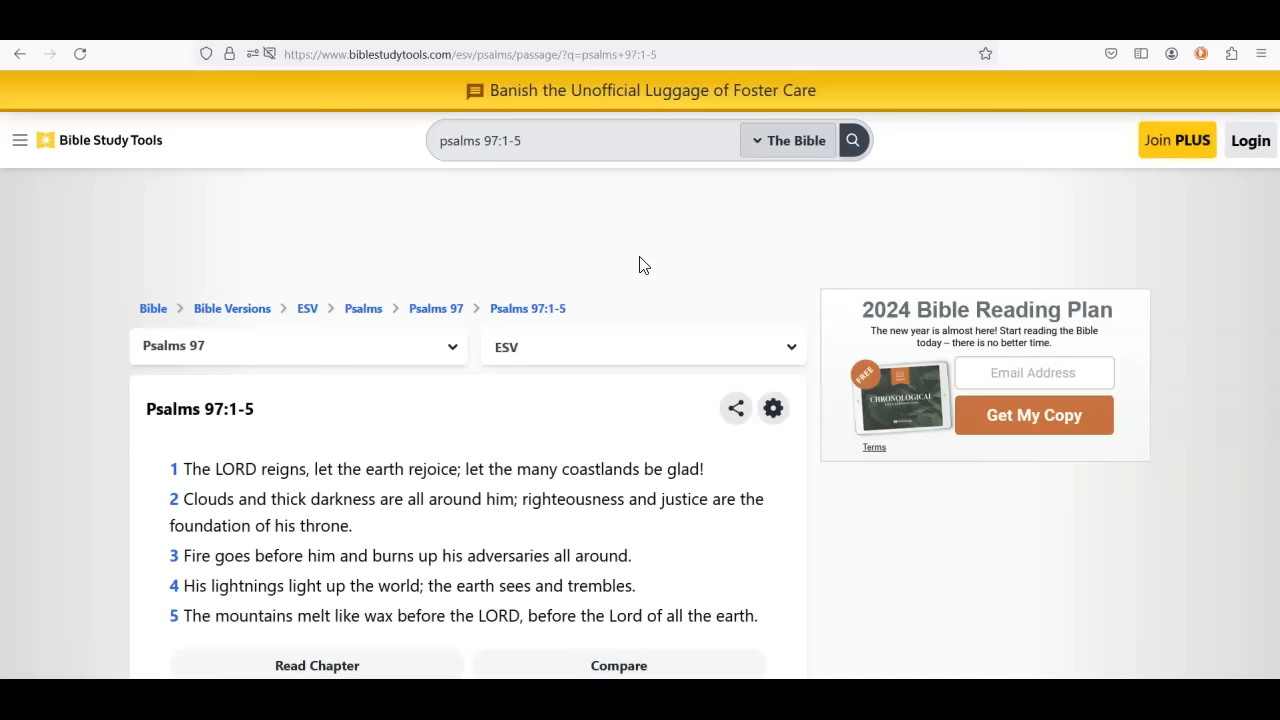 https://www.biblestudytools.com/esv/psalms/passage/?q=psalms+97:1-5
Banish the Unofficial Luggage of Foster Care
Bible Study Tools
psalms 97:1-5
The Bible
Join PLUS
Login
Bible > Bible Versions > ESV > Psalms > Psalms 97 > Psalms 97:1-5
Psalms 97
ESV
Psalms 97:1-5
1 The LORD reigns, let the earth rejoice; let the many coastlands be glad!
2 Clouds and thick darkness are all around him; righteousness and justice are the
foundation of his throne.
3 Fire goes before him and burns up his adversaries all around.
4 His lightnings light up the world; the earth sees and trembles.
5 The mountains melt like wax before the LORD, before the Lord of all the earth.
Read Chapter
Compare
2024 Bible Reading Plan
The new year is almost here! Start reading the Bible
today – there is no better time.
FREE
CHRONOLOGICAL
Email Address
Get My Copy
Terms